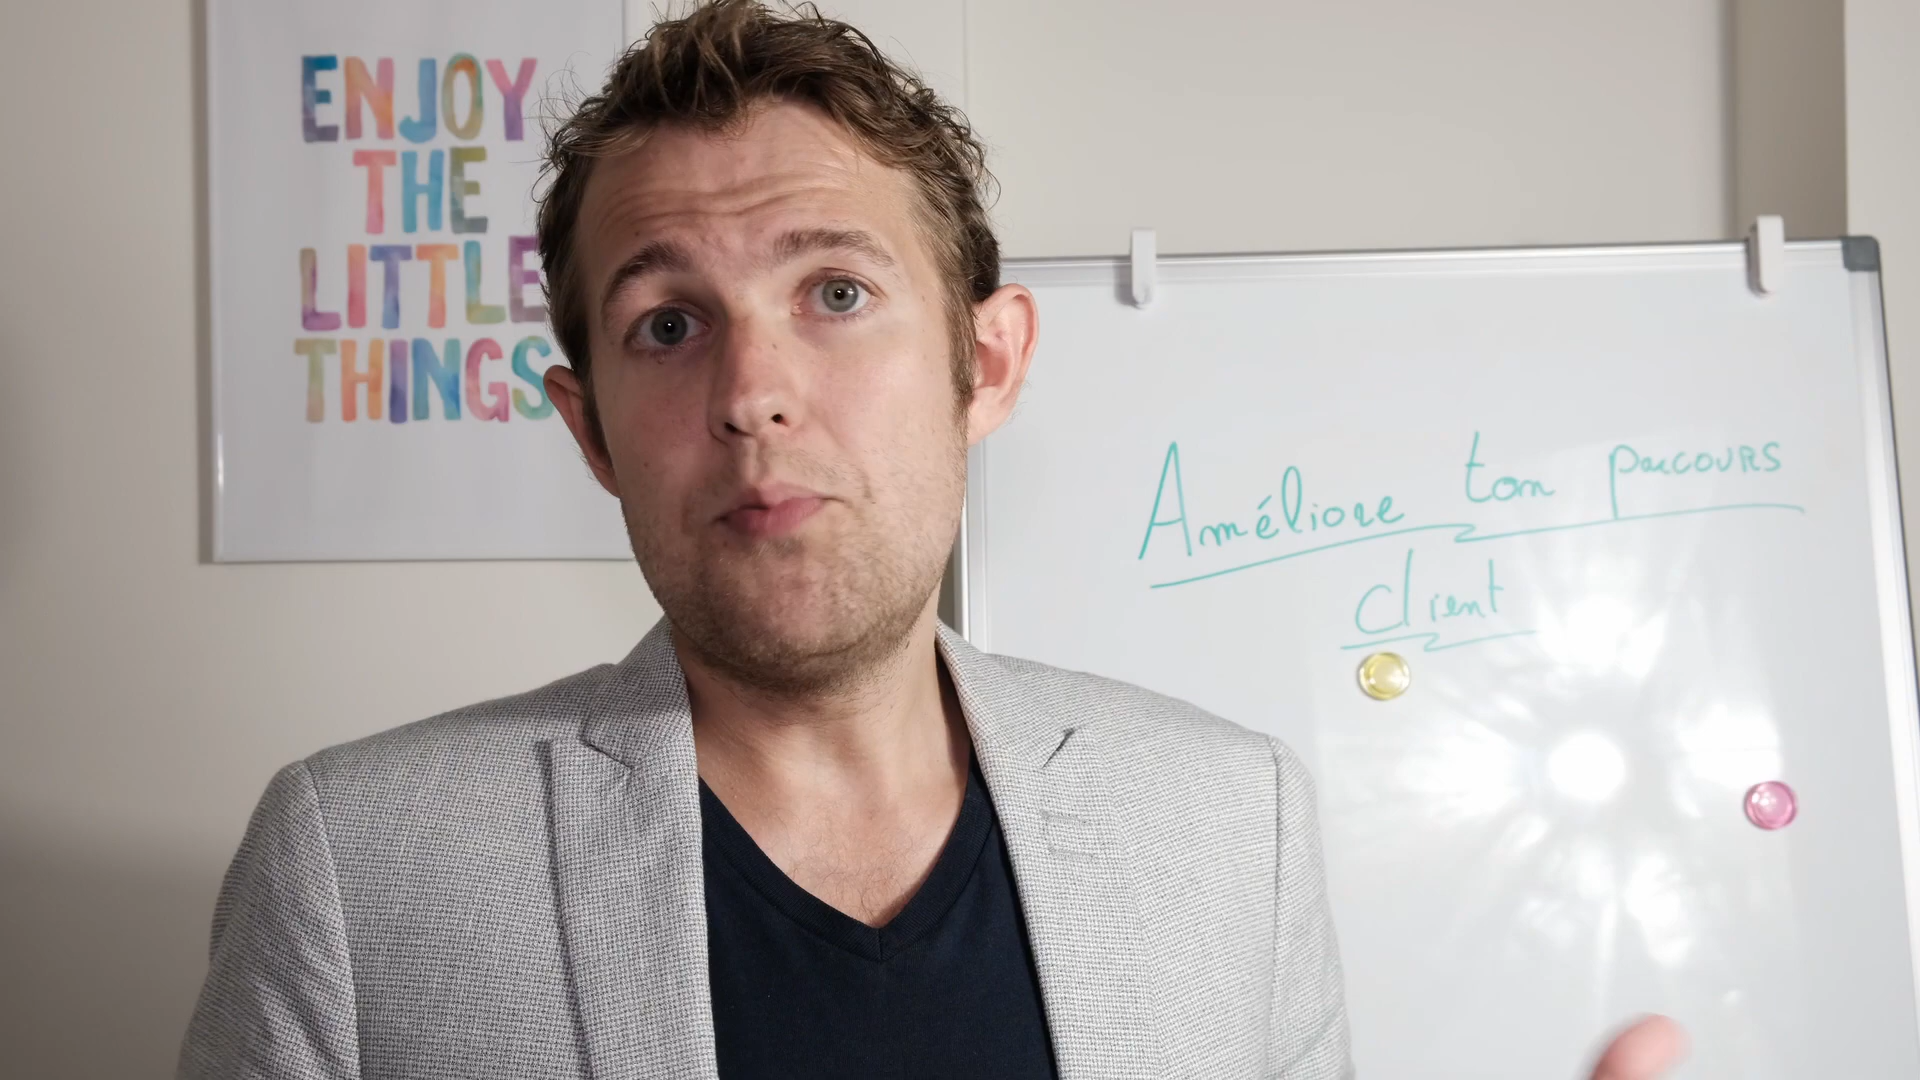 ENJOY
THE
LITTLE
THINGS
Améliore ton parcours
client